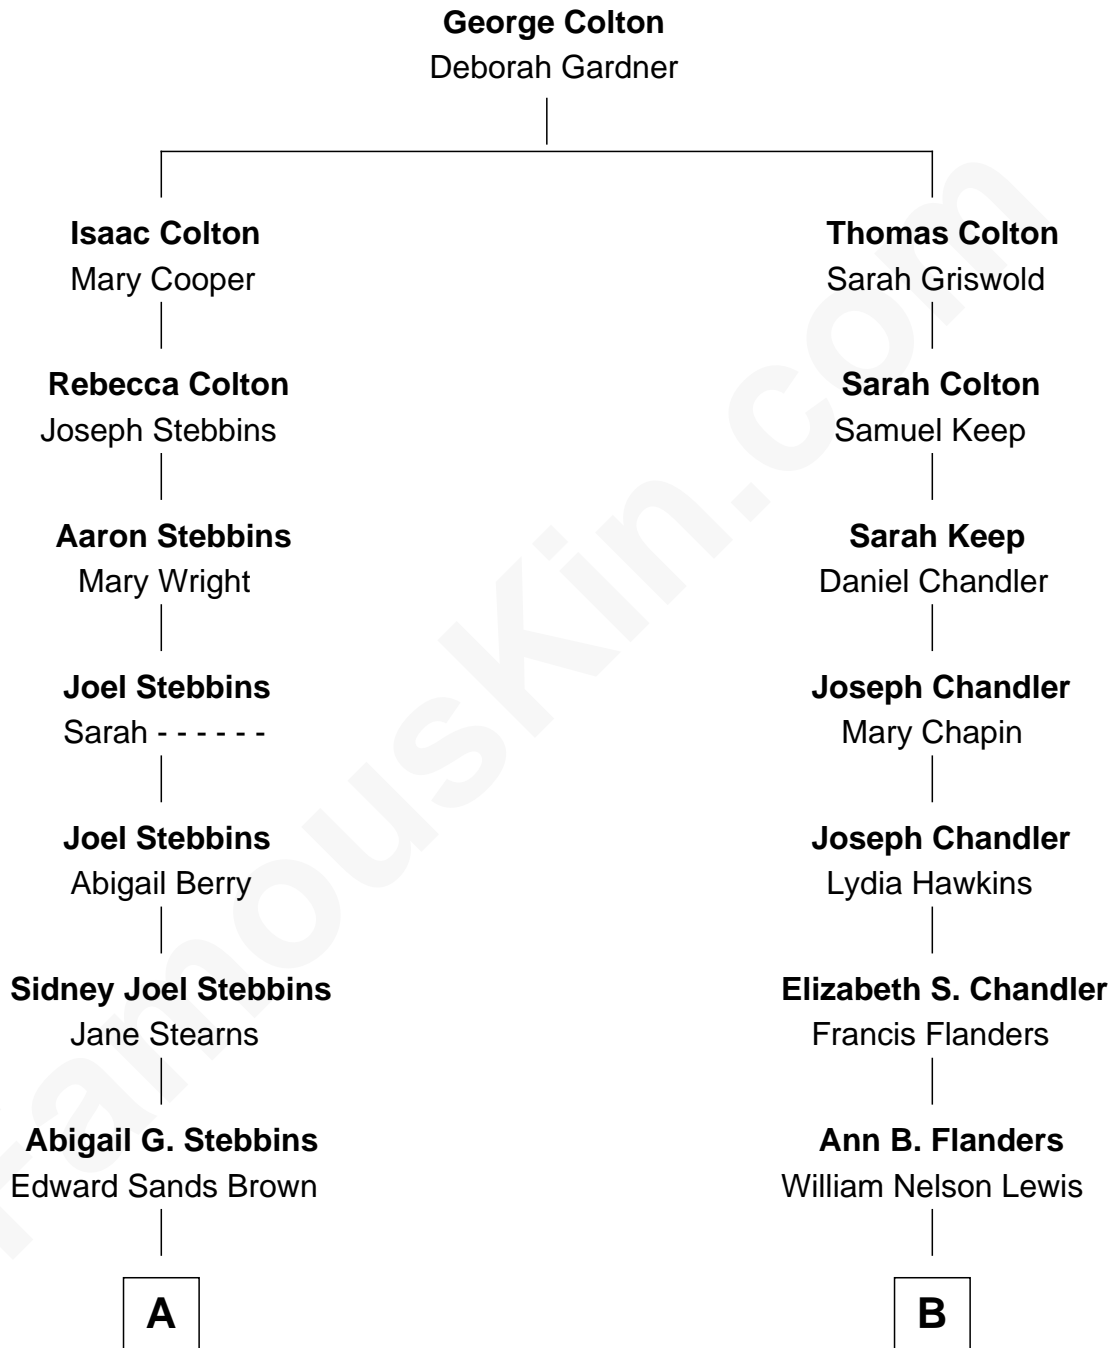 George Colton
Deborah Gardner
Isaac Colton
Mary Cooper
Thomas Colton
Sarah Griswold
Rebecca Colton
Joseph Stebbins
Sarah Colton
Samuel Keep
Aaron Stebbins
Mary Wright
Sarah Keep
Daniel Chandler
Joel Stebbins
Sarah - - - - - -
Joseph Chandler
Mary Chapin
Joel Stebbins
Abigail Berry
Joseph Chandler
Lydia Hawkins
Sidney Joel Stebbins
Jane Stearns
Elizabeth S. Chandler
Francis Flanders
Abigail G. Stebbins
Edward Sands Brown
Ann B. Flanders
William Nelson Lewis
A
B
FamousKin.com